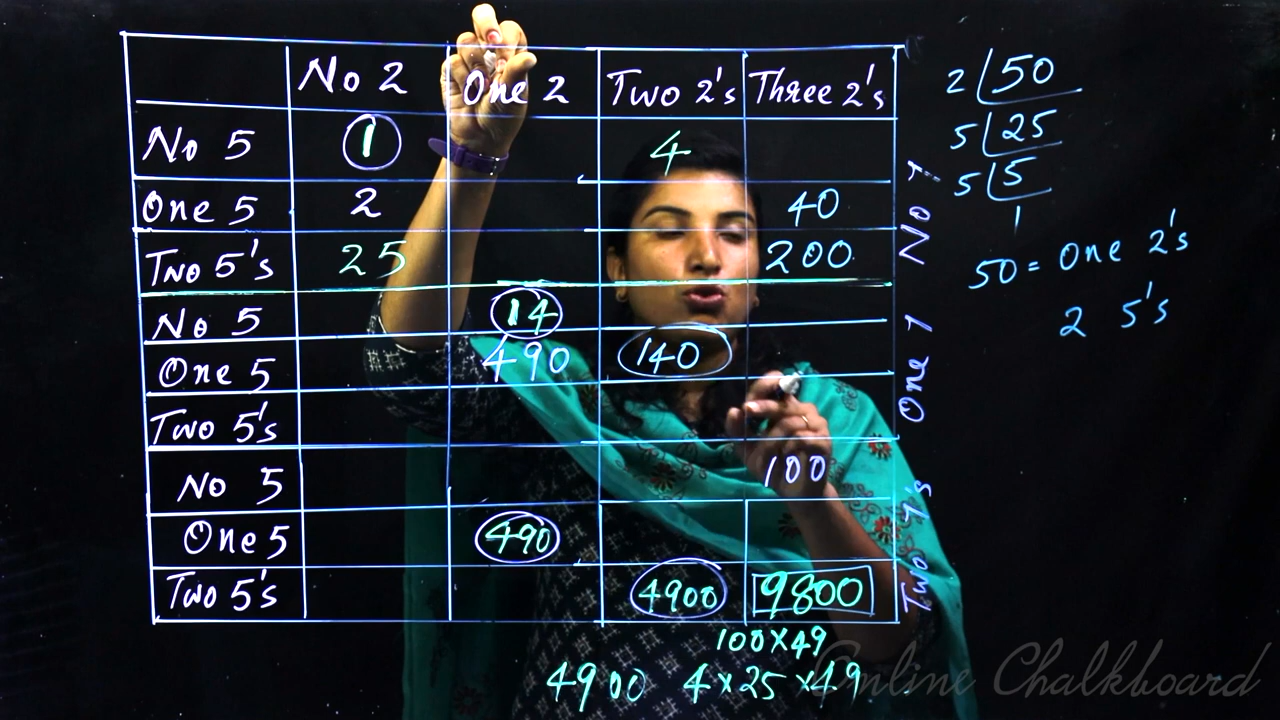 No 2 One 2 Two 2's Three 2's
No 5 1 4
One 5 2 40
Two 5's 25 200
No 5 14
One 5 490 140
Two 5's
No 5 100
One 5 490
Two 5's 4900 9800
100×49
4900 4×25×49
No 7
One 7
Two 7's
2 50
5 25
5 5
1
50 = One 2's
2 5's
Online Chalkboard